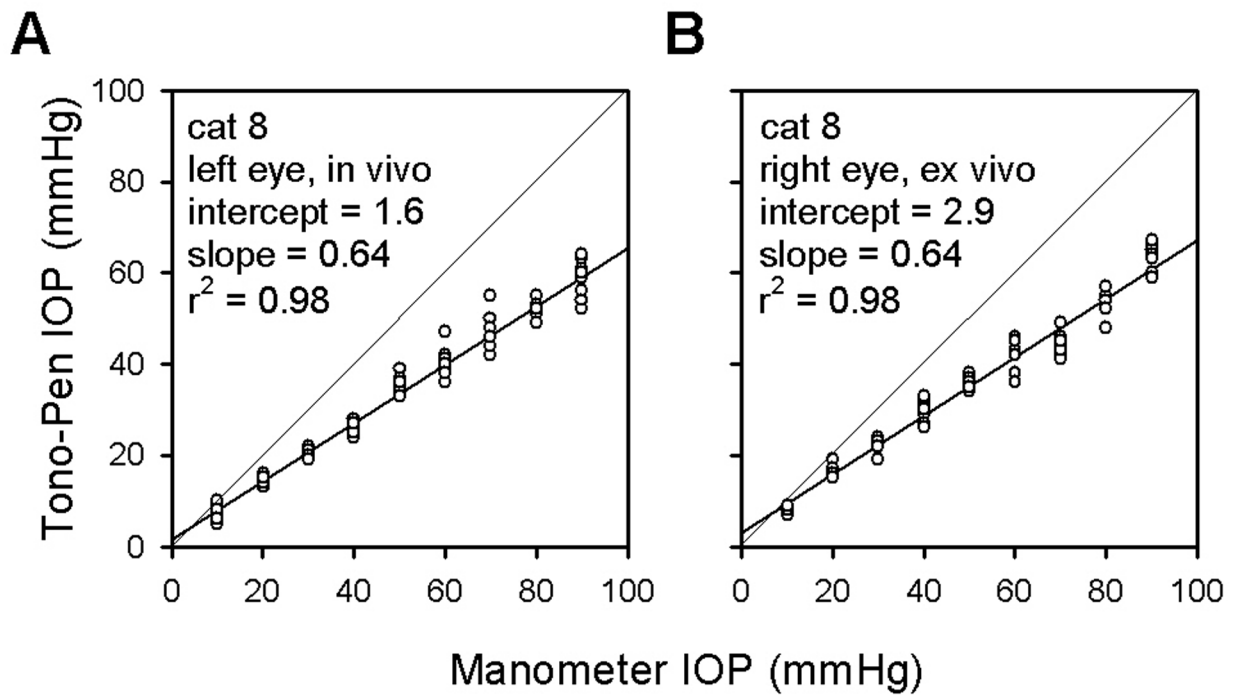 A
B
Tono-Pen IOP (mmHg)
100
80
60
40
20
0
cat 8
left eye, in vivo
intercept = 1.6
slope = 0.64
r² = 0.98
0 20 40 60 80 100
cat 8
right eye, ex vivo
intercept = 2.9
slope = 0.64
r² = 0.98
0 20 40 60 80 100
Manometer IOP (mmHg)